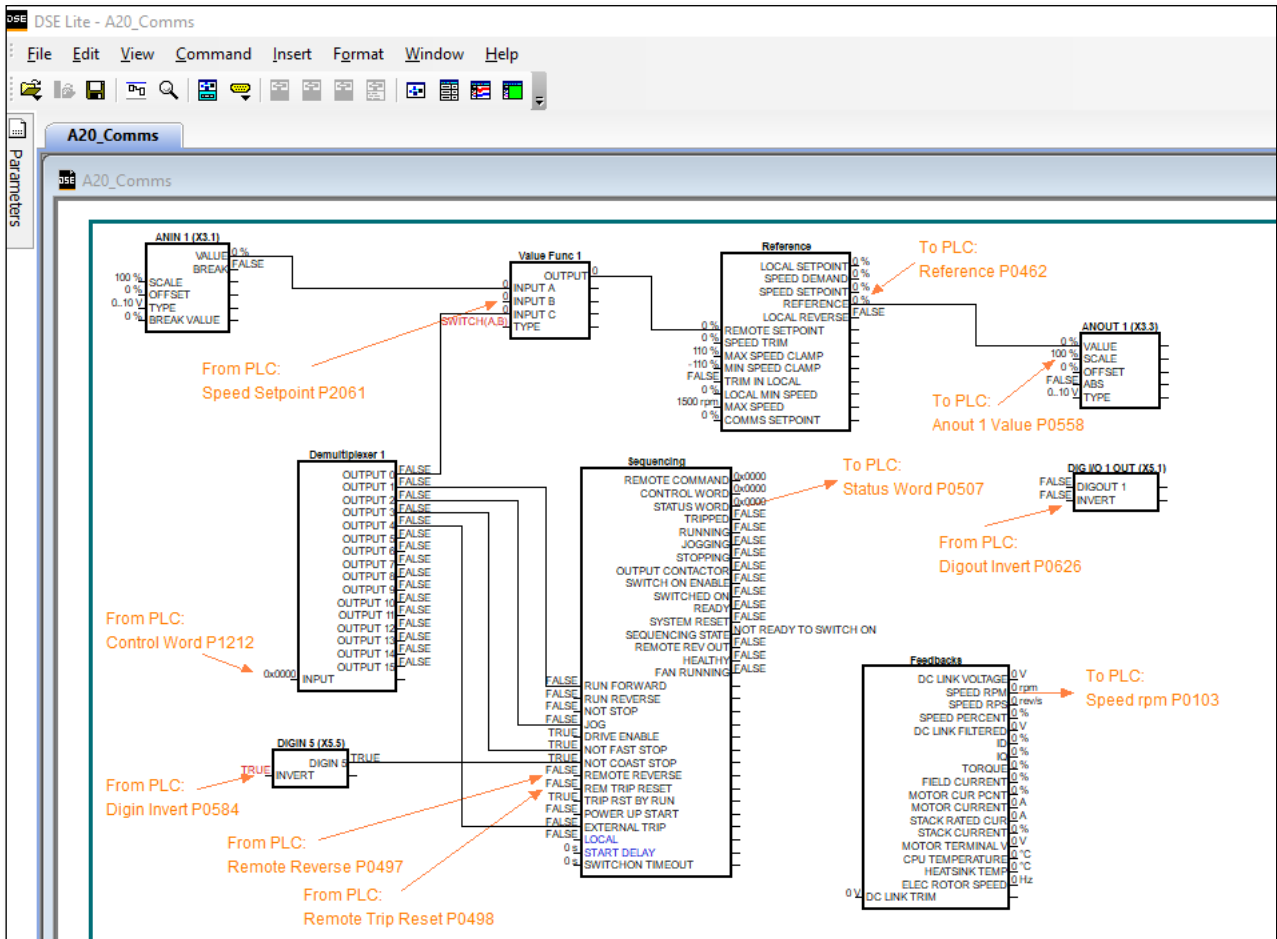 DSE DSE Lite - A20_Comms
File Edit View Command Insert Format Window Help
Parameters
A20_Comms
DSE A20_Comms
ANIN 1 (X3.1)
VALUE 0 %
BREAK FALSE
100 % SCALE
0 % OFFSET
0..10 V TYPE
0 % BREAK VALUE
Value Func 1
OUTPUT 0
0 INPUT A
0 INPUT B
0 INPUT C
SWITCH(A,B) TYPE
From PLC:
Speed Setpoint P2061
Reference
LOCAL SETPOINT 0 %
SPEED DEMAND 0 %
SPEED SETPOINT 0 %
REFERENCE 0 %
LOCAL REVERSE FALSE
0 % REMOTE SETPOINT
0 % SPEED TRIM
110 % MAX SPEED CLAMP
-110 % MIN SPEED CLAMP
FALSE TRIM IN LOCAL
0 % LOCAL MIN SPEED
1500 rpm MAX SPEED
0 % COMMS SETPOINT
To PLC:
Reference P0462
ANOUT 1 (X3.3)
0 % VALUE
100 % SCALE
0 % OFFSET
FALSE ABS
0..10 V TYPE
To PLC:
Anout 1 Value P0558
Demultiplexer 1
OUTPUT 0 FALSE
OUTPUT 1 FALSE
OUTPUT 2 FALSE
OUTPUT 3 FALSE
OUTPUT 4 FALSE
OUTPUT 5 FALSE
OUTPUT 6 FALSE
OUTPUT 7 FALSE
OUTPUT 8 FALSE
OUTPUT 9 FALSE
OUTPUT 10 FALSE
OUTPUT 11 FALSE
OUTPUT 12 FALSE
OUTPUT 13 FALSE
OUTPUT 14 FALSE
OUTPUT 15 FALSE
0x0000 INPUT
From PLC:
Control Word P1212
DIGIN 5 (X5.5)
DIGIN 5 TRUE
TRUE INVERT
From PLC:
Digin Invert P0584
Sequencing
REMOTE COMMAND 0x0000
CONTROL WORD 0x0000
STATUS WORD 0x0000
TRIPPED FALSE
RUNNING FALSE
JOGGING FALSE
STOPPING FALSE
OUTPUT CONTACTOR FALSE
SWITCH ON ENABLE FALSE
SWITCHED ON FALSE
READY FALSE
SYSTEM RESET FALSE
SEQUENCING STATE NOT READY TO SWITCH ON
REMOTE REV OUT FALSE
HEALTHY FALSE
FAN RUNNING FALSE
FALSE RUN FORWARD
FALSE RUN REVERSE
FALSE NOT STOP
FALSE JOG
TRUE DRIVE ENABLE
TRUE NOT FAST STOP
TRUE NOT COAST STOP
FALSE REMOTE REVERSE
FALSE REM TRIP RESET
TRUE TRIP RST BY RUN
FALSE POWER UP START
FALSE EXTERNAL TRIP
FALSE LOCAL
0 s START DELAY
0 s SWITCHON TIMEOUT
To PLC:
Status Word P0507
From PLC:
Remote Reverse P0497
From PLC:
Remote Trip Reset P0498
DIG I/O 1 OUT (X5.1)
FALSE DIGOUT 1
FALSE INVERT
From PLC:
Digout Invert P0626
Feedbacks
DC LINK VOLTAGE 0 V
SPEED RPM 0 rpm
SPEED RPS 0 rev/s
SPEED PERCENT 0 %
DC LINK FILTERED 0 V
ID 0 %
IQ 0 %
TORQUE 0 %
FIELD CURRENT 0 %
MOTOR CUR PCNT 0 %
MOTOR CURRENT 0 A
STACK RATED CUR 0 A
STACK CURRENT 0 %
MOTOR TERMINAL V 0 V
CPU TEMPERATURE 0 °C
HEATSINK TEMP 0 °C
ELEC ROTOR SPEED 0 Hz
0 V DC LINK TRIM
To PLC:
Speed rpm P0103